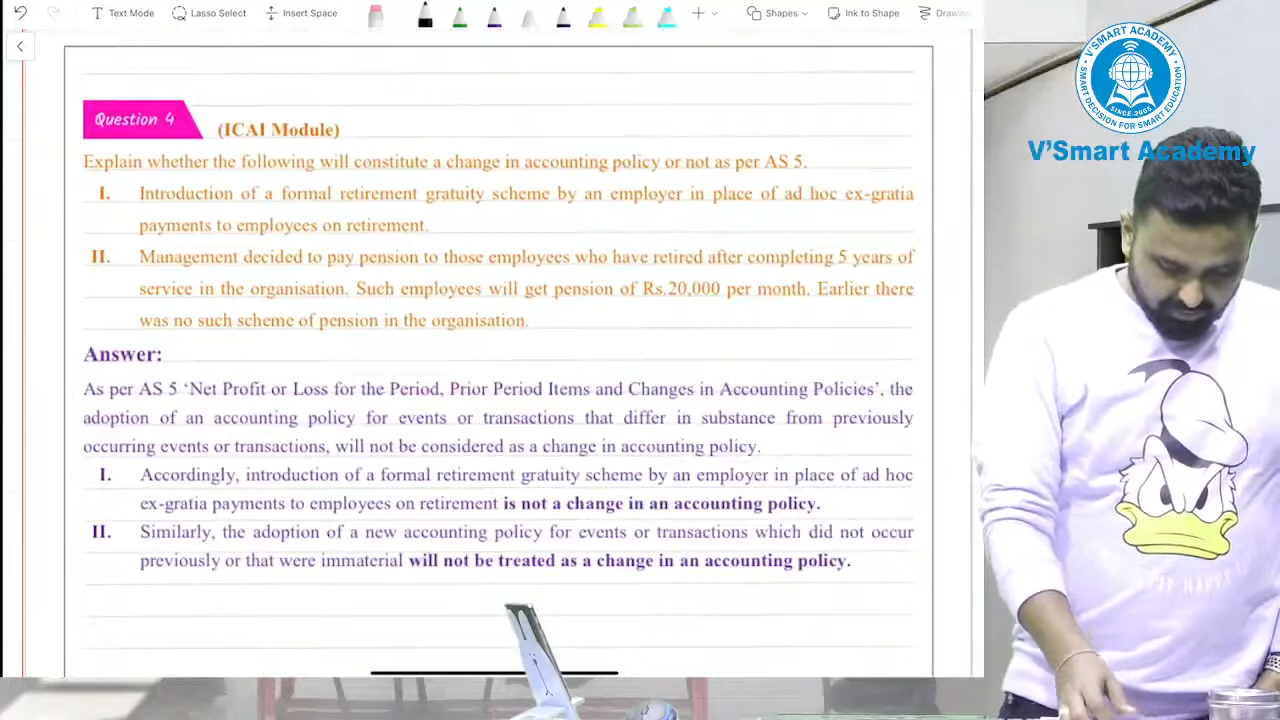 Text Mode
Lasso Select
Insert Space
Shapes
Ink to Shape
Drawing
Question 4
(ICAI Module)
Explain whether the following will constitute a change in accounting policy or not as per AS 5.
I. Introduction of a formal retirement gratuity scheme by an employer in place of ad hoc ex-gratia
payments to employees on retirement.
II. Management decided to pay pension to those employees who have retired after completing 5 years of
service in the organisation. Such employees will get pension of Rs.20,000 per month. Earlier there
was no such scheme of pension in the organisation.
Answer:
As per AS 5 ‘Net Profit or Loss for the Period, Prior Period Items and Changes in Accounting Policies’, the
adoption of an accounting policy for events or transactions that differ in substance from previously
occurring events or transactions, will not be considered as a change in accounting policy.
I. Accordingly, introduction of a formal retirement gratuity scheme by an employer in place of ad hoc
ex-gratia payments to employees on retirement is not a change in an accounting policy.
II. Similarly, the adoption of a new accounting policy for events or transactions which did not occur
previously or that were immaterial will not be treated as a change in an accounting policy.
V'SMART ACADEMY
SINCE-2005
SMART DECISION FOR SMART EDUCATION
V’Smart Academy